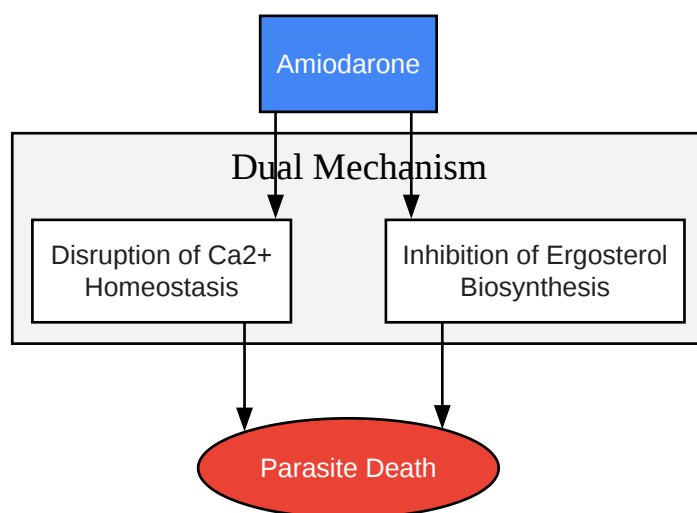 Amiodarone
Dual Mechanism
Disruption of Ca2+
Homeostasis
Inhibition of Ergosterol
Biosynthesis
Parasite Death